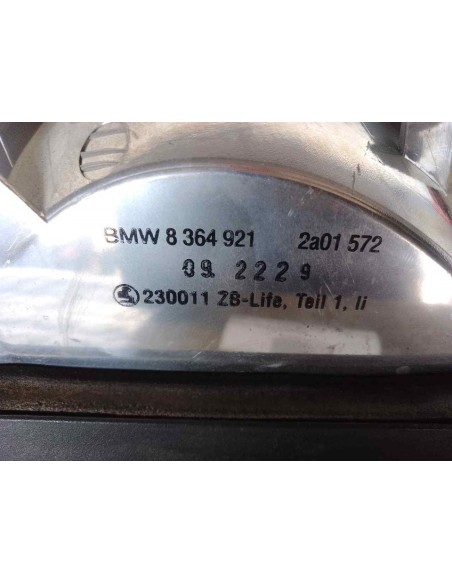 BMW 8 364 921 2a01 572
09 2229
230011 ZB-Life, Teil 1, li